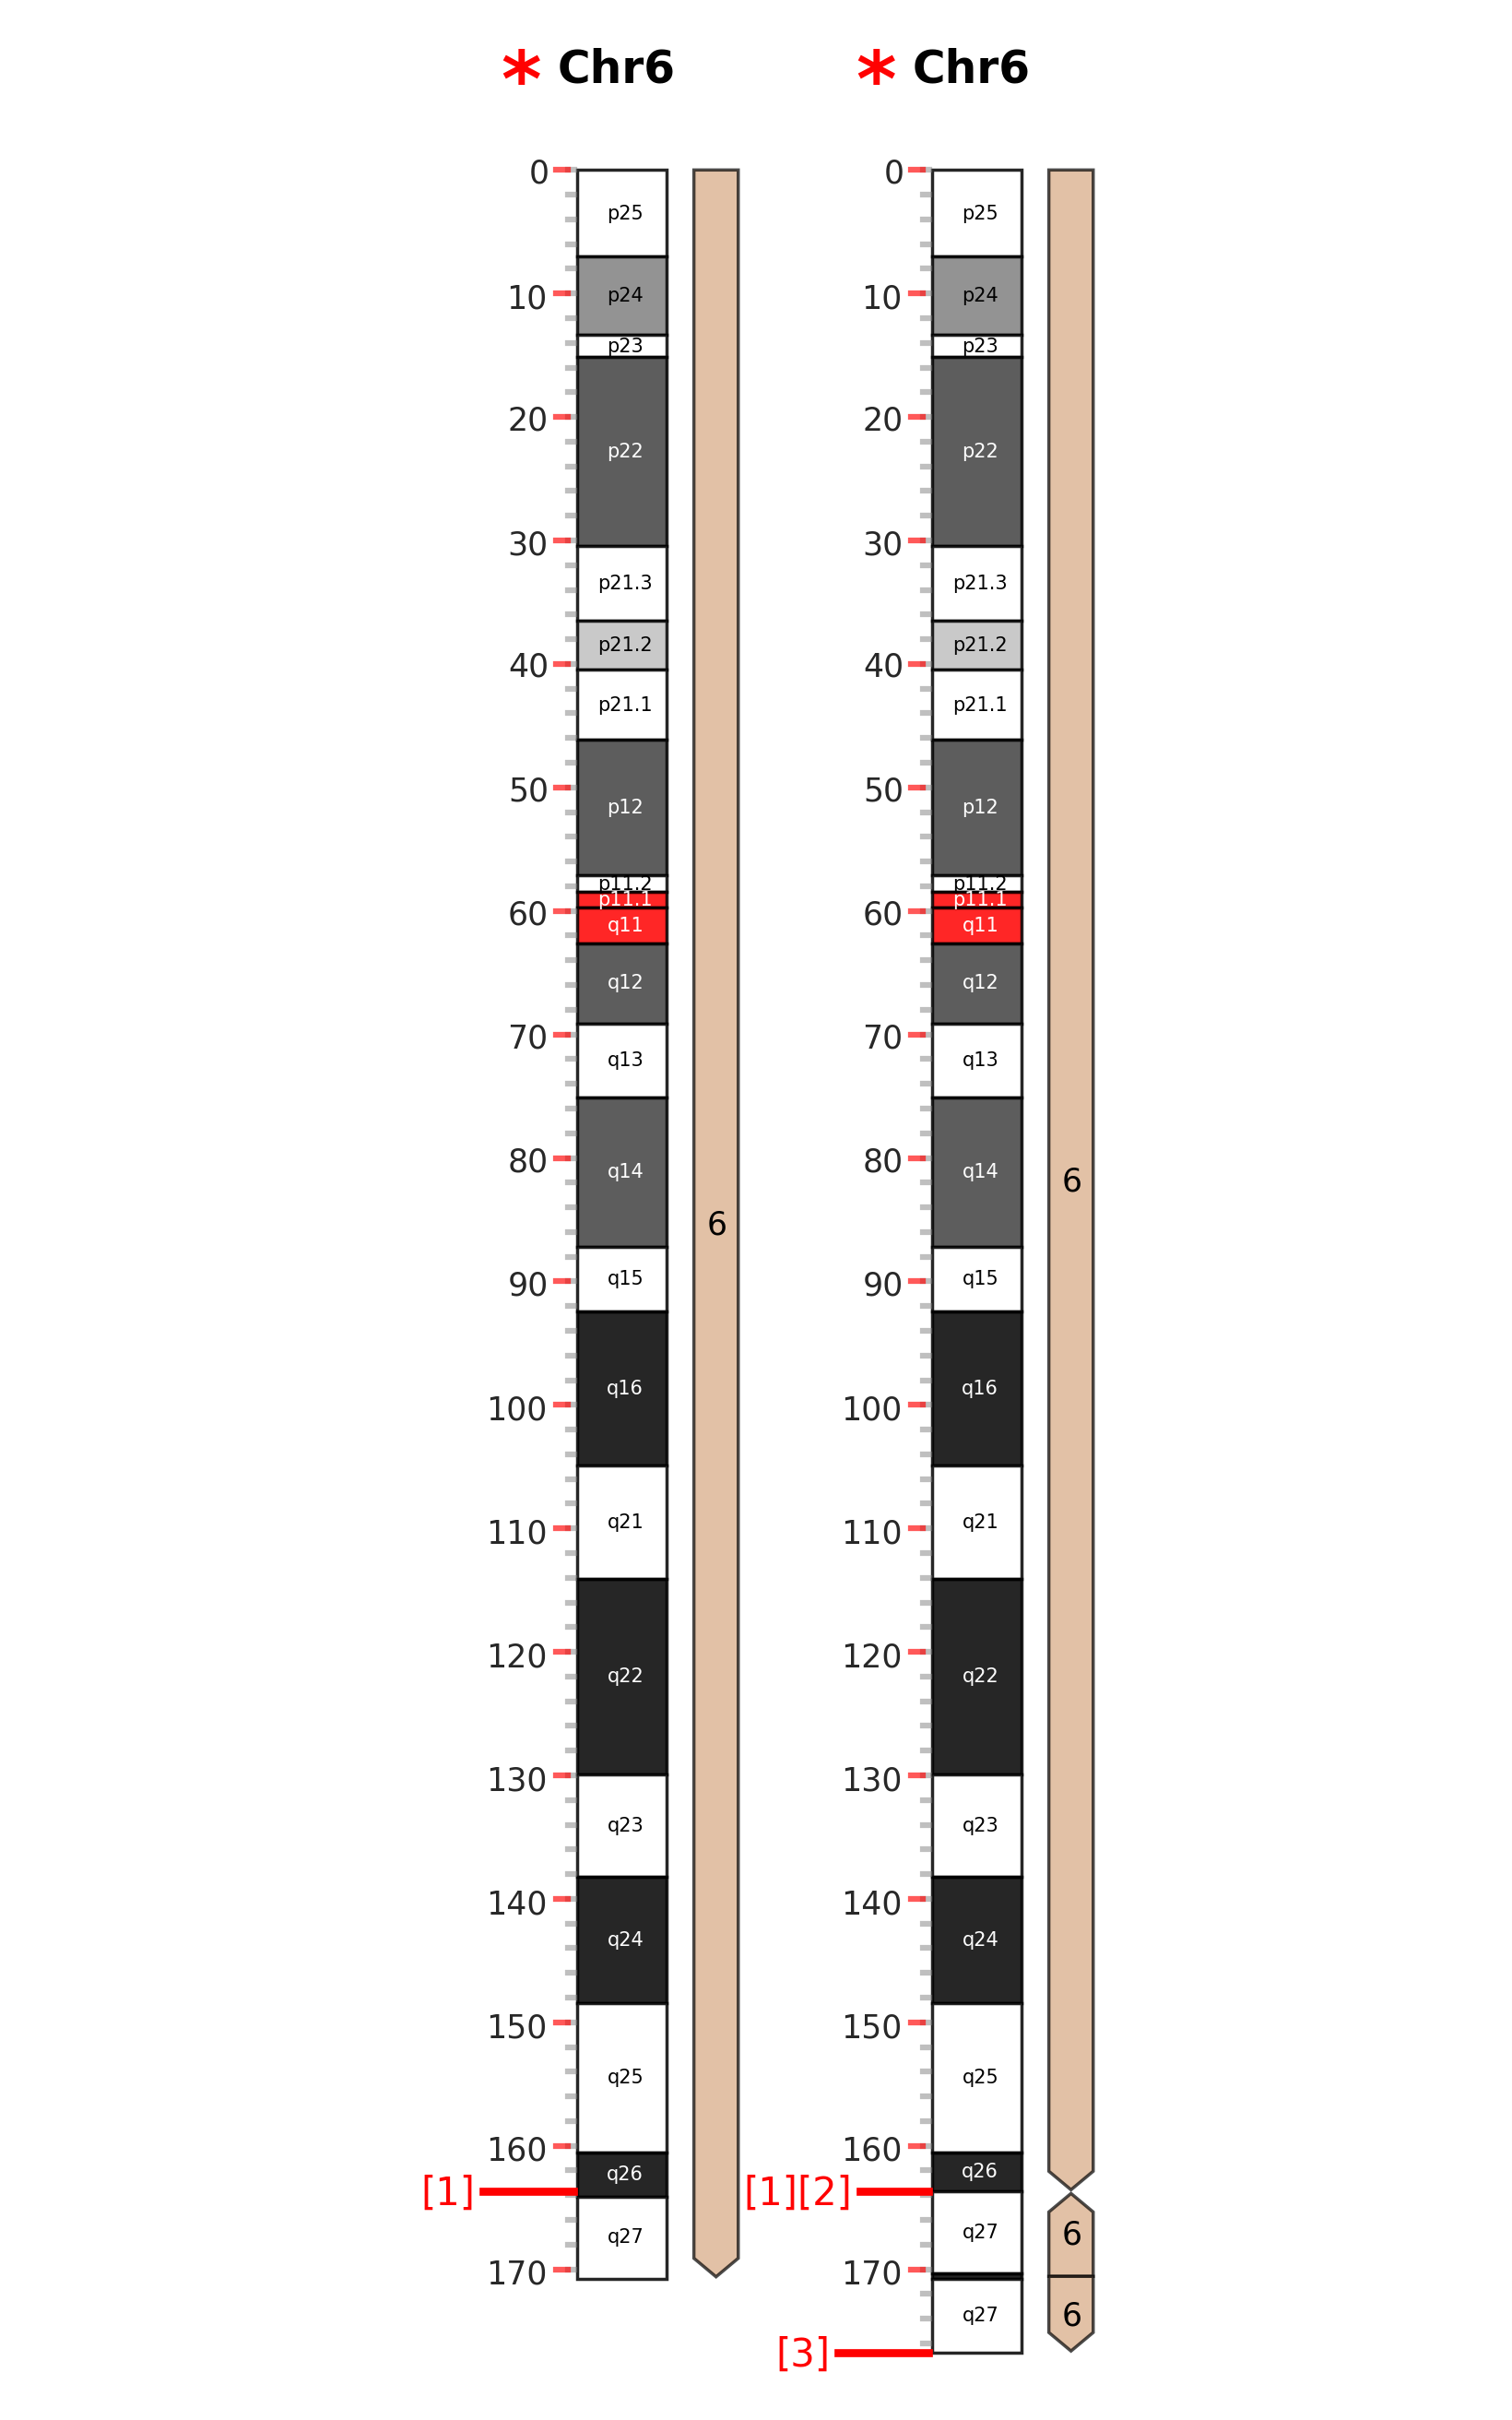 * Chr6
0
10
20
30
40
50
60
70
80
90
100
110
120
130
140
150
160
170
p25
p24
p23
p22
p21.3
p21.2
p21.1
p12
p11.2
p11.1
q11
q12
q13
q14
q15
q16
q21
q22
q23
q24
q25
q26
q27
[1]
6
* Chr6
0
10
20
30
40
50
60
70
80
90
100
110
120
130
140
150
160
170
p25
p24
p23
p22
p21.3
p21.2
p21.1
p12
p11.2
p11.1
q11
q12
q13
q14
q15
q16
q21
q22
q23
q24
q25
q26
q27
q27
[1][2]
[3]
6
6
6